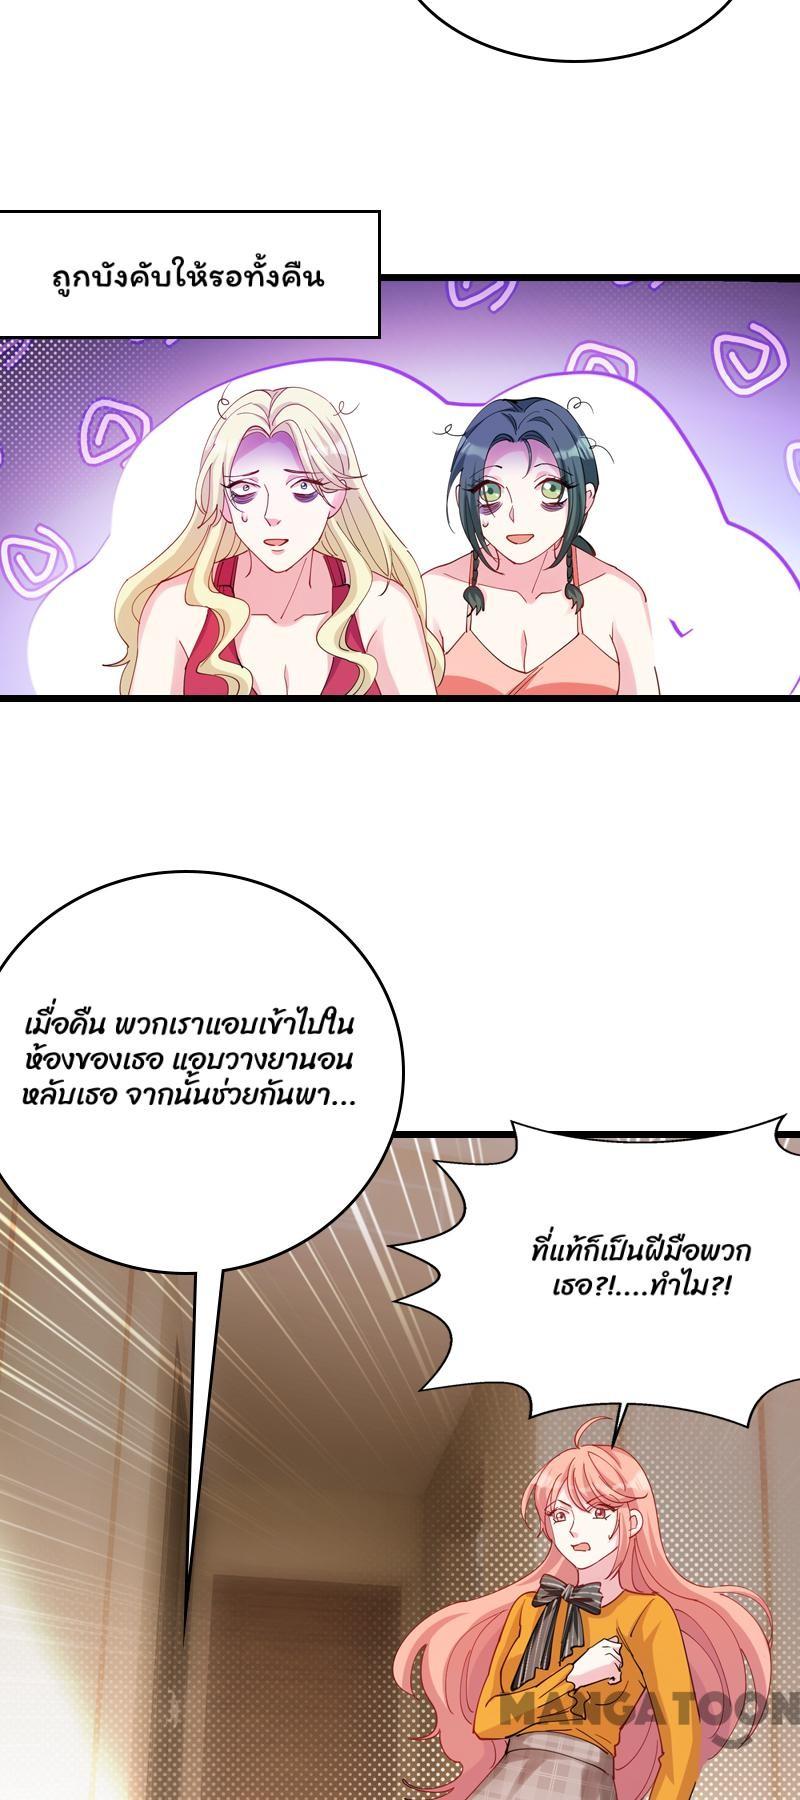 ถูกบังคับให้รอทั้งคืน
เมื่อคืน พวกเราแอบเข้าไปใน
ห้องของเธอ แอบวางยานอน
หลับเธอ จากนั้นช่วยกันพา...
ที่แท้ก็เป็นฝีมือพวก
เธอ?!....ทำไม?!
MANGATOON
MANGATOON